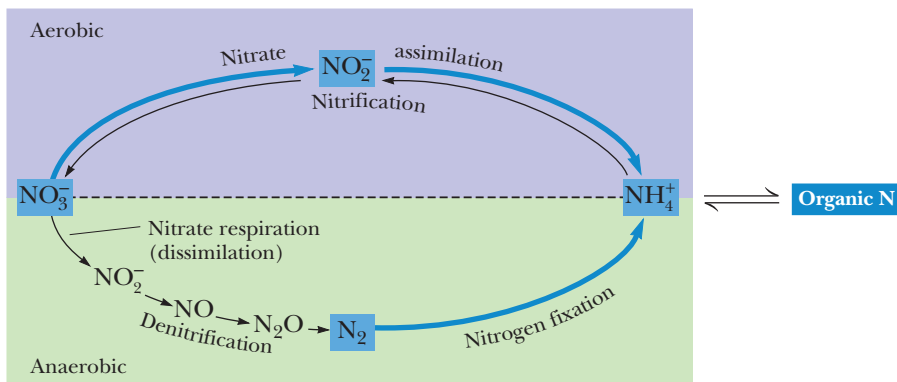 Aerobic
Nitrate
assimilation
NO₂⁻
Nitrification
NO₃⁻
NH₄⁺
Organic N
Nitrate respiration
(dissimilation)
NO₂⁻
NO
N₂O
N₂
Denitrification
Nitrogen fixation
Anaerobic